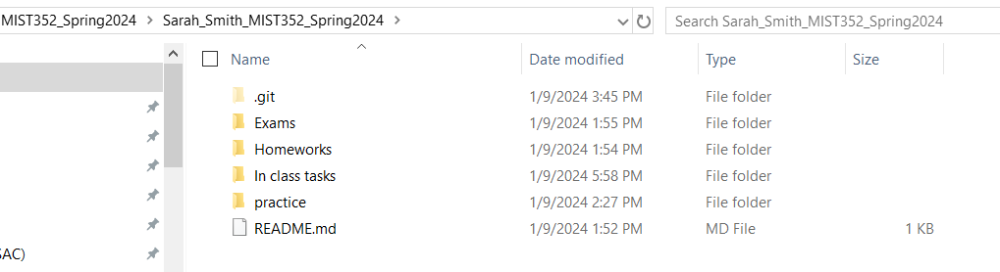 MIST352_Spring2024 > Sarah_Smith_MIST352_Spring2024 >
Search Sarah_Smith_MIST352_Spring2024
Name Date modified Type Size
.git 1/9/2024 3:45 PM File folder
Exams 1/9/2024 1:55 PM File folder
Homeworks 1/9/2024 1:54 PM File folder
In class tasks 1/9/2024 5:58 PM File folder
practice 1/9/2024 2:27 PM File folder
README.md 1/9/2024 1:52 PM MD File 1 KB
SAC)